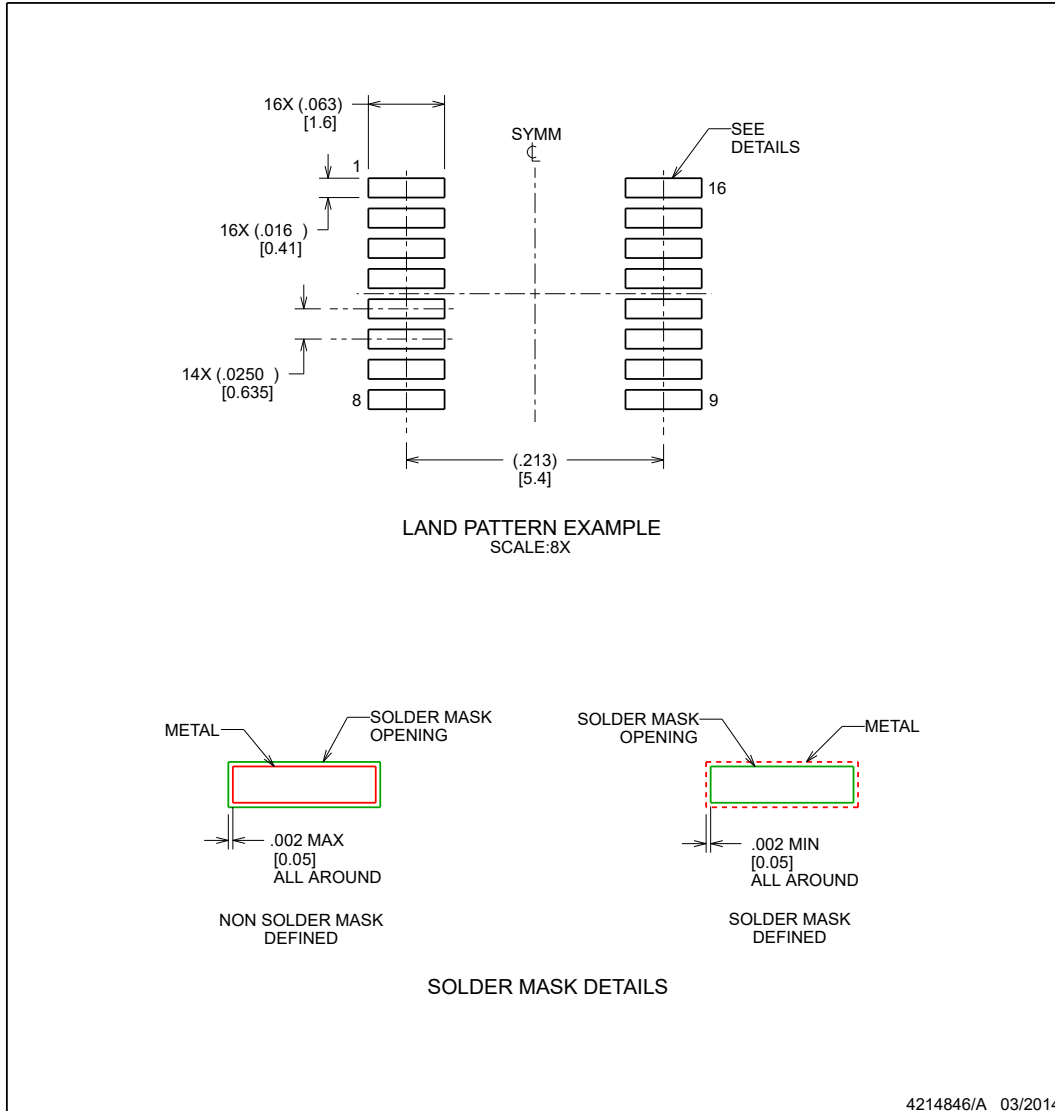 16X (.063)
[1.6]
SYMM
SEE
DETAILS
1
16
16X (.016 )
[0.41]
14X (.0250 )
[0.635]
8
9
(.213)
[5.4]
LAND PATTERN EXAMPLE
SCALE:8X
METAL
SOLDER MASK
OPENING
SOLDER MASK
OPENING
METAL
.002 MAX
[0.05]
ALL AROUND
.002 MIN
[0.05]
ALL AROUND
NON SOLDER MASK
DEFINED
SOLDER MASK
DEFINED
SOLDER MASK DETAILS
4214846/A 03/2014